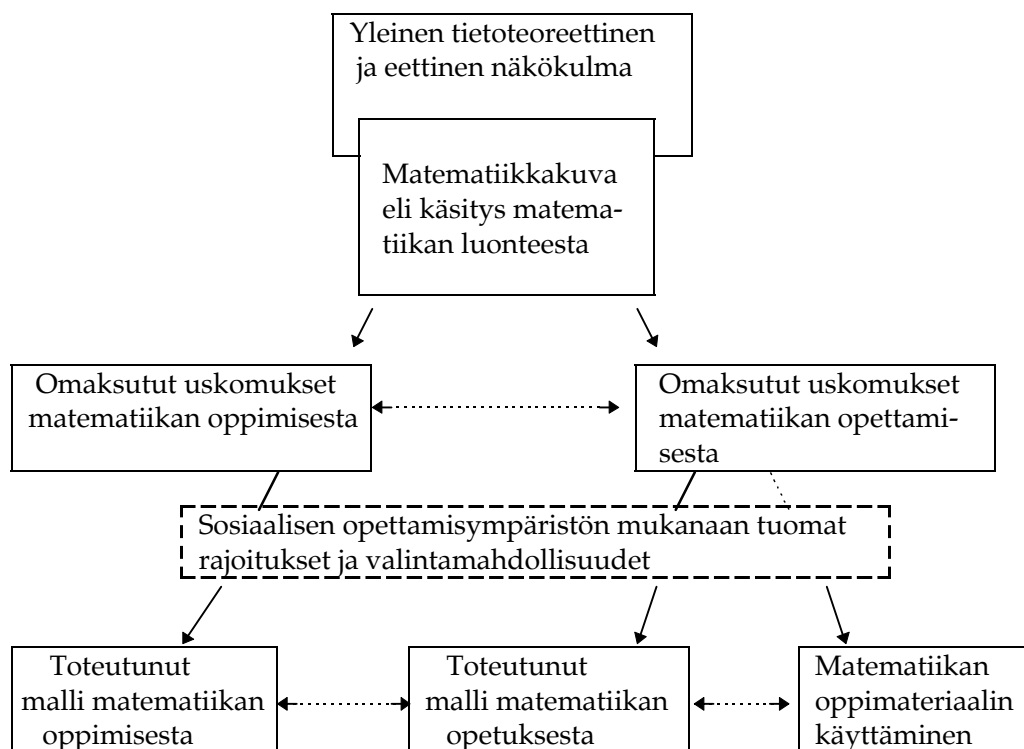 Yleinen tietoteoreettinen
ja eettinen näkökulma
Matematiikkakuva
eli käsitys matema-
tiikan luonteesta
Omaksutut uskomukset
matematiikan oppimisesta
Omaksutut uskomukset
matematiikan opettami-
sesta
Sosiaalisen opettamisympäristön mukanaan tuomat
rajoitukset ja valintamahdollisuudet
Toteutunut
malli matematiikan
oppimisesta
Toteutunut
malli matematiikan
opetuksesta
Matematiikan
oppimateriaalin
käyttäminen